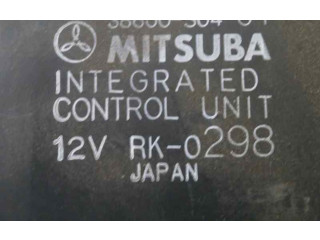 MITSUBA
INTEGRATED
CONTROL UNIT
12V RK-0298
JAPAN